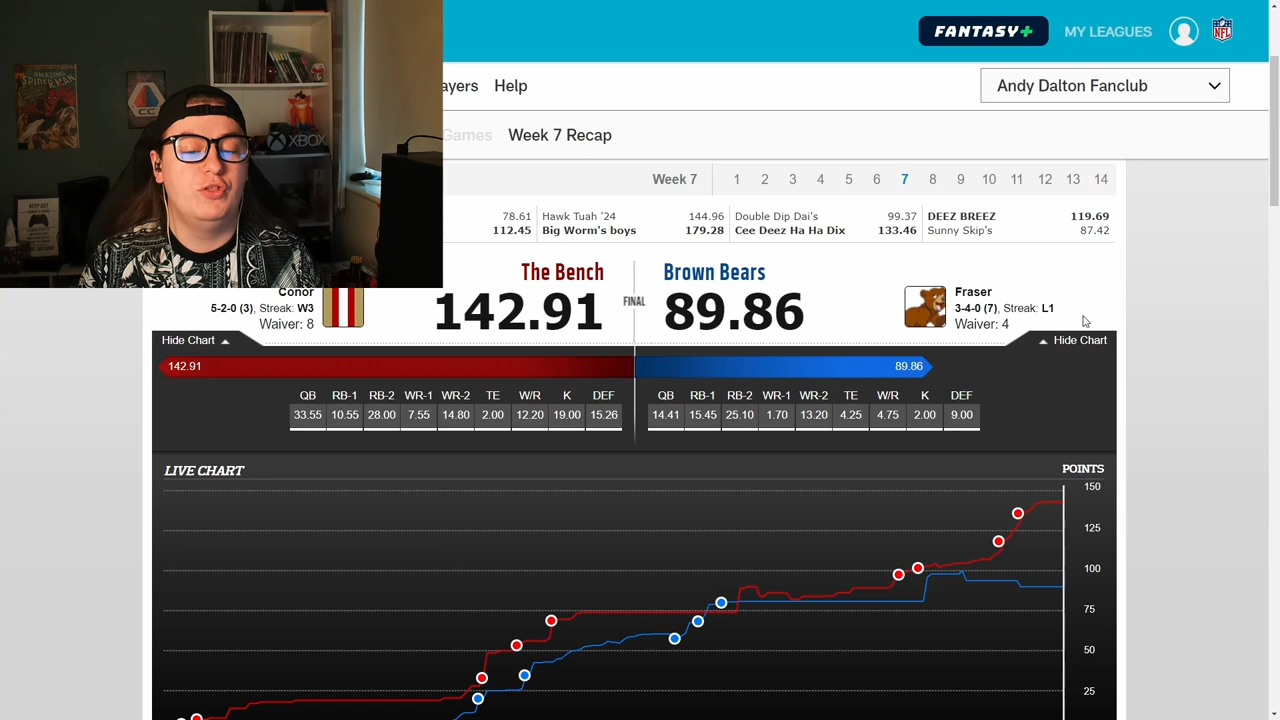 FANTASY+ MY LEAGUES NFL
ayers Help Andy Dalton Fanclub
Games Week 7 Recap
Week 7 1 2 3 4 5 6 7 8 9 10 11 12 13 14
78.61 Hawk Tuah '24 144.96 Double Dip Dai's 99.37 DEEZ BREEZ 119.69
112.45 Big Worm's boys 179.28 Cee Deez Ha Ha Dix 133.46 Sunny Skip's 87.42
The Bench Brown Bears
Conor 142.91 FINAL 89.86 Fraser
5-2-0 (3), Streak: W3 3-4-0 (7), Streak: L1
Waiver: 8 Waiver: 4
Hide Chart Hide Chart
142.91 89.86
QB RB-1 RB-2 WR-1 WR-2 TE W/R K DEF QB RB-1 RB-2 WR-1 WR-2 TE W/R K DEF
33.55 10.55 28.00 7.55 14.80 2.00 12.20 19.00 15.26 14.41 15.45 25.10 1.70 13.20 4.25 4.75 2.00 9.00
LIVE CHART POINTS
150
125
100
75
50
25
XBOX